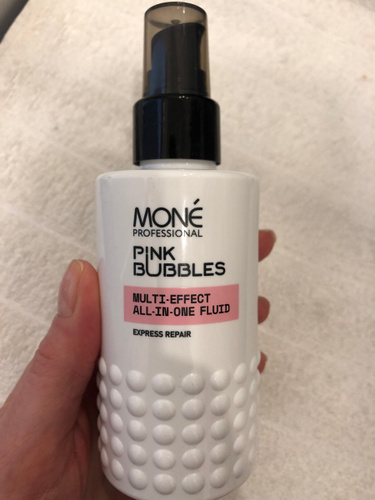 MONÉ
PROFESSIONAL
PINK
BUBBLES
MULTI-EFFECT
ALL-IN-ONE FLUID
EXPRESS REPAIR